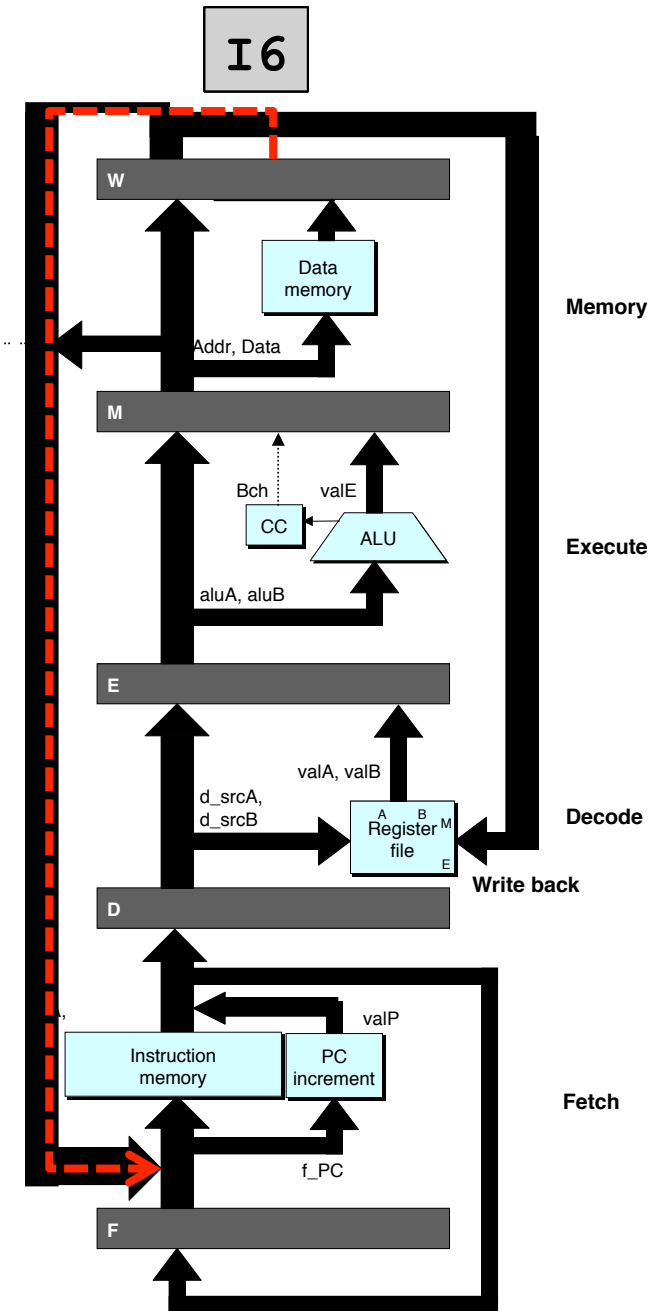 I6
W
Data
memory
Memory
Addr, Data
M
Bch
valE
CC
ALU
Execute
aluA, aluB
E
valA, valB
d_srcA,
d_srcB
A
B
M
Register
file
E
Decode
Write back
D
valP
Instruction
memory
PC
increment
Fetch
f_PC
F